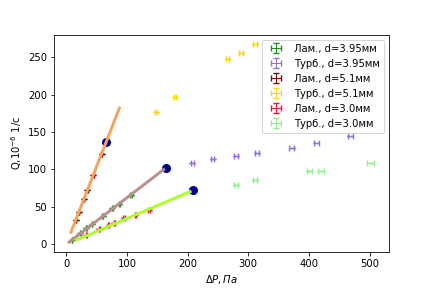 Лам., d=3.95мм
Турб., d=3.95мм
Лам., d=5.1мм
Турб., d=5.1мм
Лам., d=3.0мм
Турб., d=3.0мм
Q,10⁻⁶ 1/с
250
200
150
100
50
0
0 100 200 300 400 500
ΔP, Па